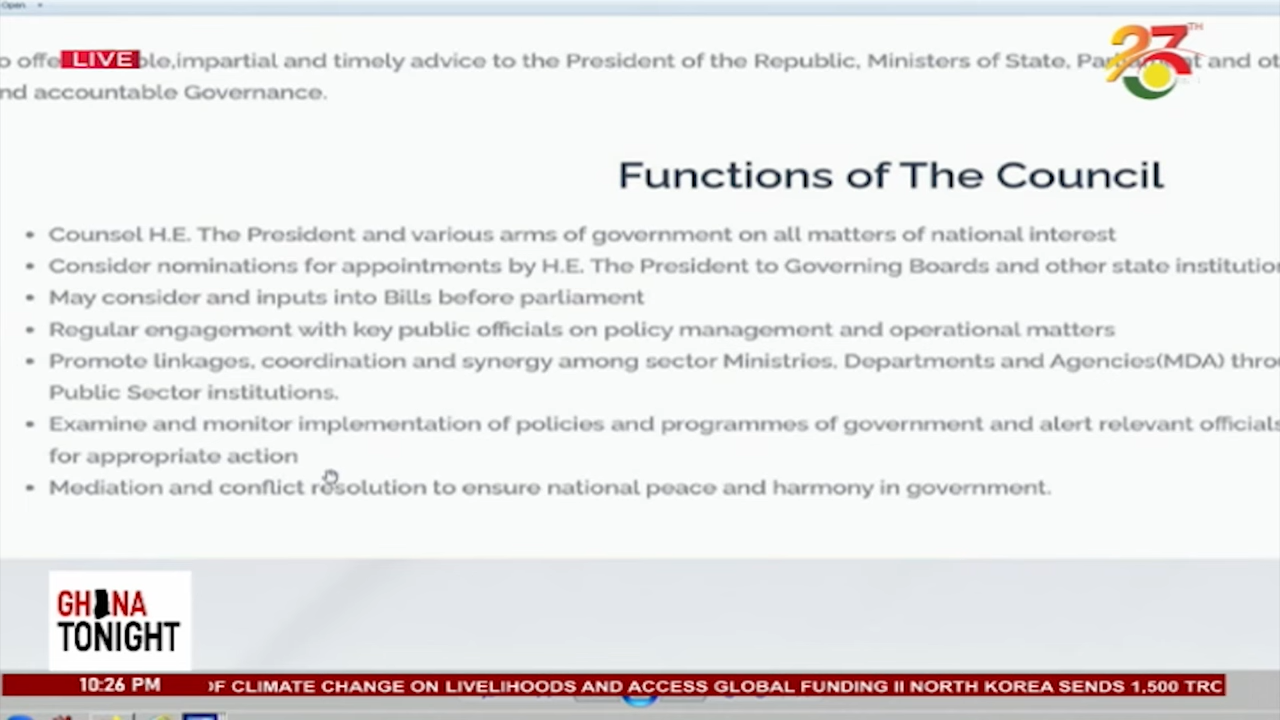 Open
o offe
LIVE
ble,impartial and timely advice to the President of the Republic, Ministers of State, Parliament and ot
nd accountable Governance.
23TH
Functions of The Council
• Counsel H.E. The President and various arms of government on all matters of national interest
• Consider nominations for appointments by H.E. The President to Governing Boards and other state institution
• May consider and inputs into Bills before parliament
• Regular engagement with key public officials on policy management and operational matters
• Promote linkages, coordination and synergy among sector Ministries, Departments and Agencies(MDA) thro
Public Sector institutions.
• Examine and monitor implementation of policies and programmes of government and alert relevant officials
for appropriate action
• Mediation and conflict resolution to ensure national peace and harmony in government.
GHANA
TONIGHT
10:26 PM
OF CLIMATE CHANGE ON LIVELIHOODS AND ACCESS GLOBAL FUNDING II NORTH KOREA SENDS 1,500 TRO